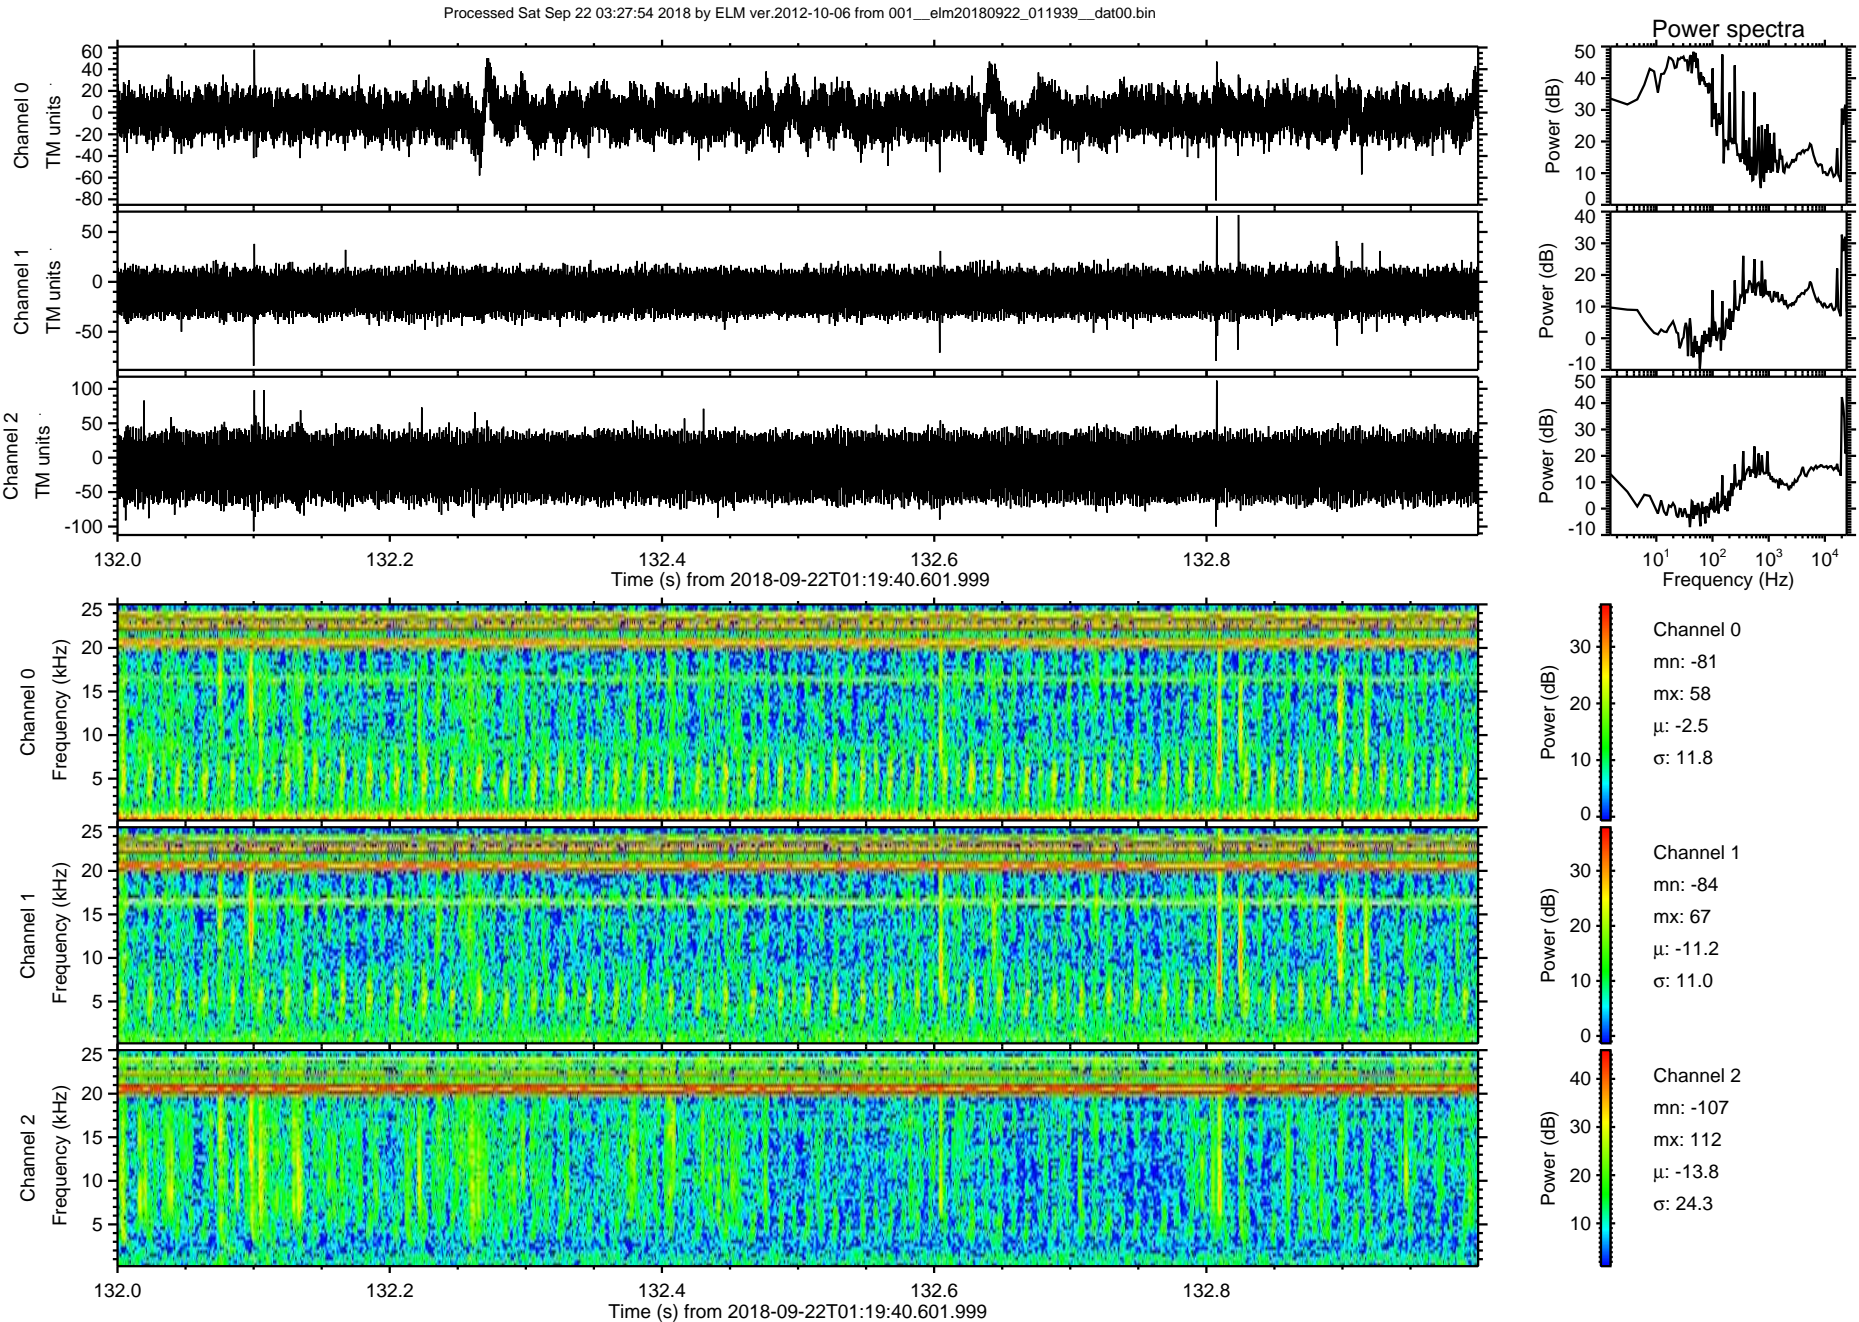 Processed Sat Sep 22 03:27:54 2018 by ELM ver.2012-10-06 from 001__elm20180922_011939__dat00.bin
Power spectra
Channel 0
TM units
60
40
20
0
-20
-40
-60
-80
Power (dB)
50
40
30
20
10
0
Channel 1
TM units
50
0
-50
Power (dB)
40
30
20
10
0
-10
Channel 2
TM units
100
50
0
-50
-100
Power (dB)
50
40
30
20
10
0
-10
132.0
132.2
132.4
132.6
132.8
Time (s) from 2018-09-22T01:19:40.601.999
10¹
10²
10³
10⁴
Frequency (Hz)
Channel 0
Frequency (kHz)
25
20
15
10
5
Power (dB)
30
20
10
0
Channel 0
mn: -81
mx: 58
μ: -2.5
σ: 11.8
Channel 1
Frequency (kHz)
25
20
15
10
5
Power (dB)
30
20
10
0
Channel 1
mn: -84
mx: 67
μ: -11.2
σ: 11.0
Channel 2
Frequency (kHz)
25
20
15
10
5
Power (dB)
40
30
20
10
Channel 2
mn: -107
mx: 112
μ: -13.8
σ: 24.3
132.0
132.2
132.4
132.6
132.8
Time (s) from 2018-09-22T01:19:40.601.999